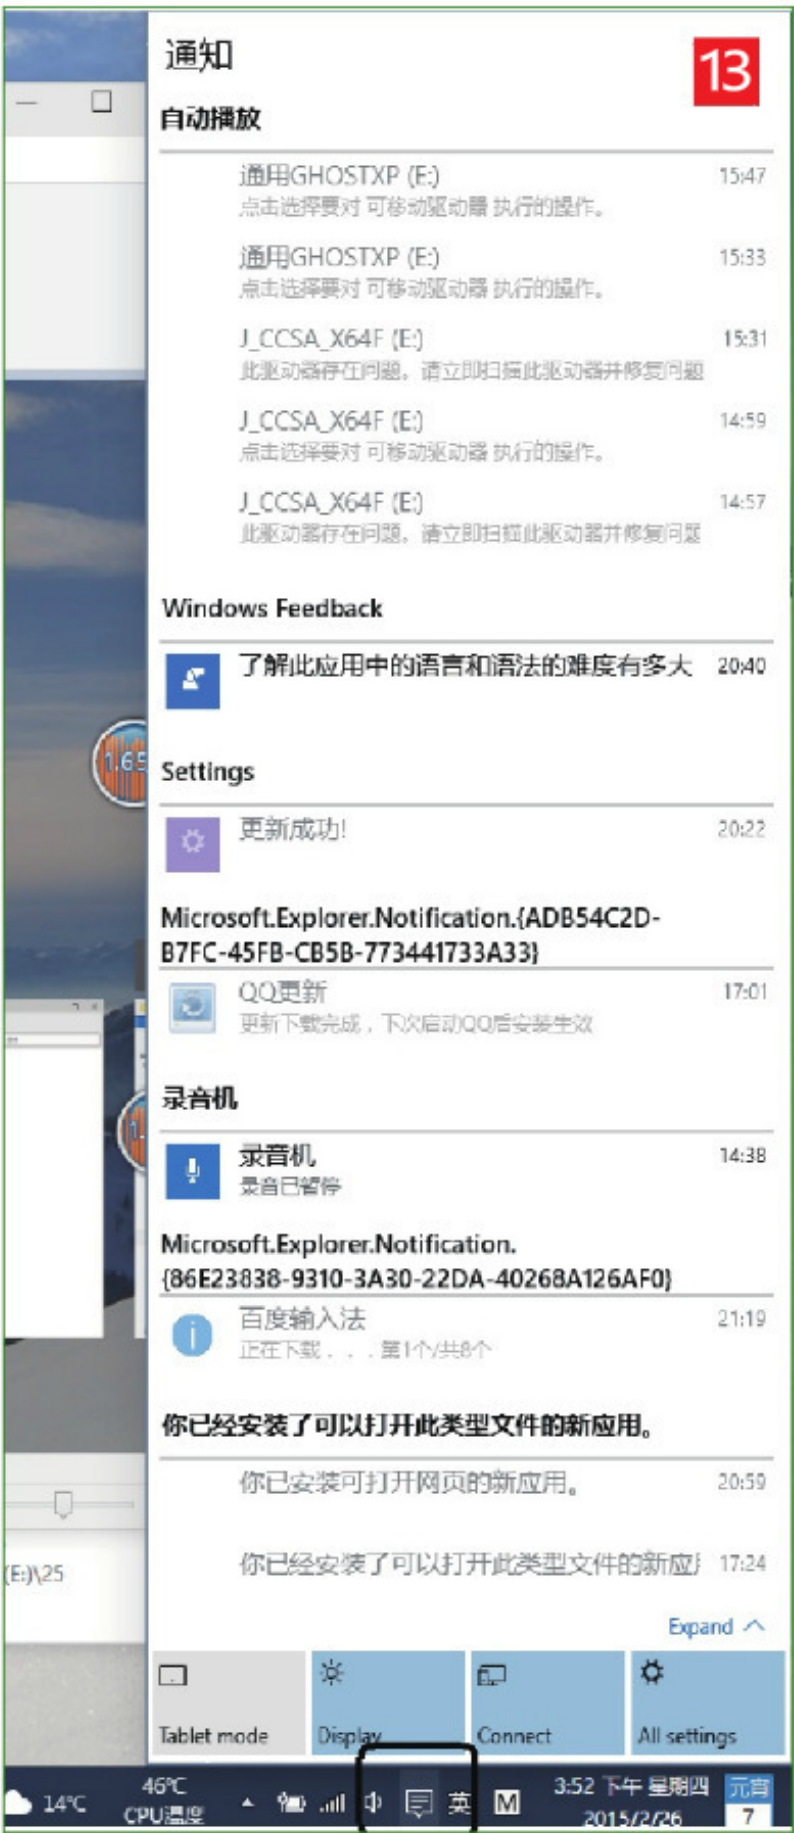 通知
13
自动播放
通用GHOSTXP (E:) 15:47
点击选择要对 可移动驱动器 执行的操作。
通用GHOSTXP (E:) 15:33
点击选择要对 可移动驱动器 执行的操作。
J_CCSA_X64F (E:) 15:31
此驱动器存在问题。请立即扫描此驱动器并修复问题
J_CCSA_X64F (E:) 14:59
点击选择要对 可移动驱动器 执行的操作。
J_CCSA_X64F (E:) 14:57
此驱动器存在问题。请立即扫描此驱动器并修复问题
Windows Feedback
了解此应用中的语言和语法的难度有多大 20:40
1.65
Settings
更新成功! 20:22
Microsoft.Explorer.Notification.{ADB54C2D-
B7FC-45FB-CB5B-773441733A33}
QQ更新 17:01
更新下载完成，下次启动QQ后安装生效
录音机
录音机 14:38
录音已暂停
Microsoft.Explorer.Notification.
{86E23838-9310-3A30-22DA-40268A126AF0}
百度输入法 21:19
正在下载...第1个/共8个
你已经安装了可以打开此类型文件的新应用。
你已安装可打开网页的新应用。 20:59
你已经安装了可以打开此类型文件的新应 17:24
(E:)\25
Expand
Tablet mode Display Connect All settings
14℃ 46℃ 英 M 3:52 下午 星期四 元宵
CPU温度 2015/2/26 7